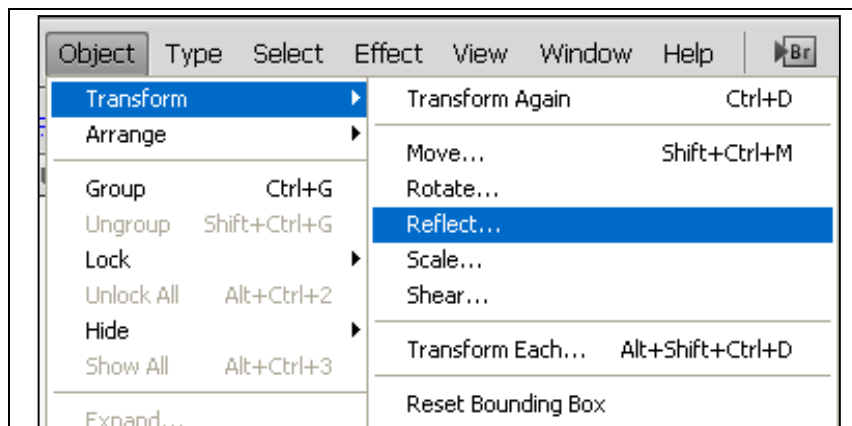 Object Type Select Effect View Window Help Br
Transform
Arrange
Group Ctrl+G
Ungroup Shift+Ctrl+G
Lock
Unlock All Alt+Ctrl+2
Hide
Show All Alt+Ctrl+3
Expand...
Transform Again Ctrl+D
Move... Shift+Ctrl+M
Rotate...
Reflect...
Scale...
Shear...
Transform Each... Alt+Shift+Ctrl+D
Reset Bounding Box